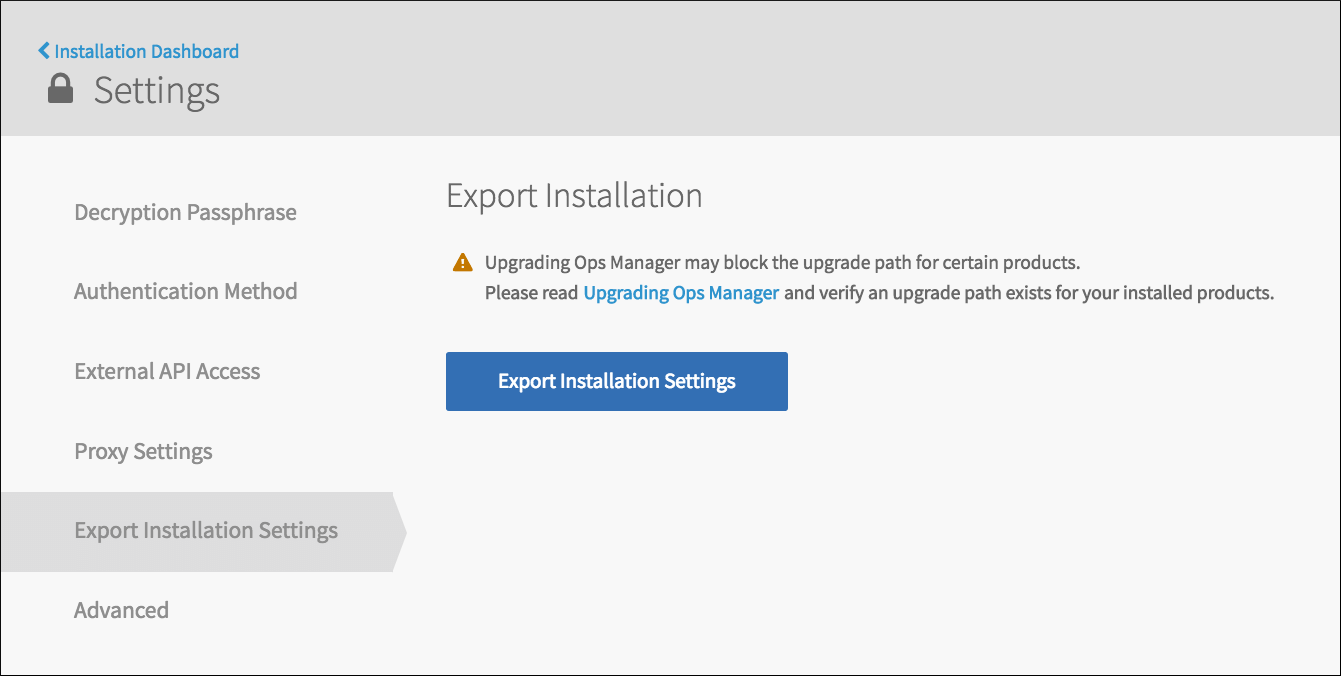 Installation Dashboard
Settings
Decryption Passphrase
Authentication Method
External API Access
Proxy Settings
Export Installation Settings
Advanced
Export Installation
Upgrading Ops Manager may block the upgrade path for certain products.
Please read Upgrading Ops Manager and verify an upgrade path exists for your installed products.
Export Installation Settings